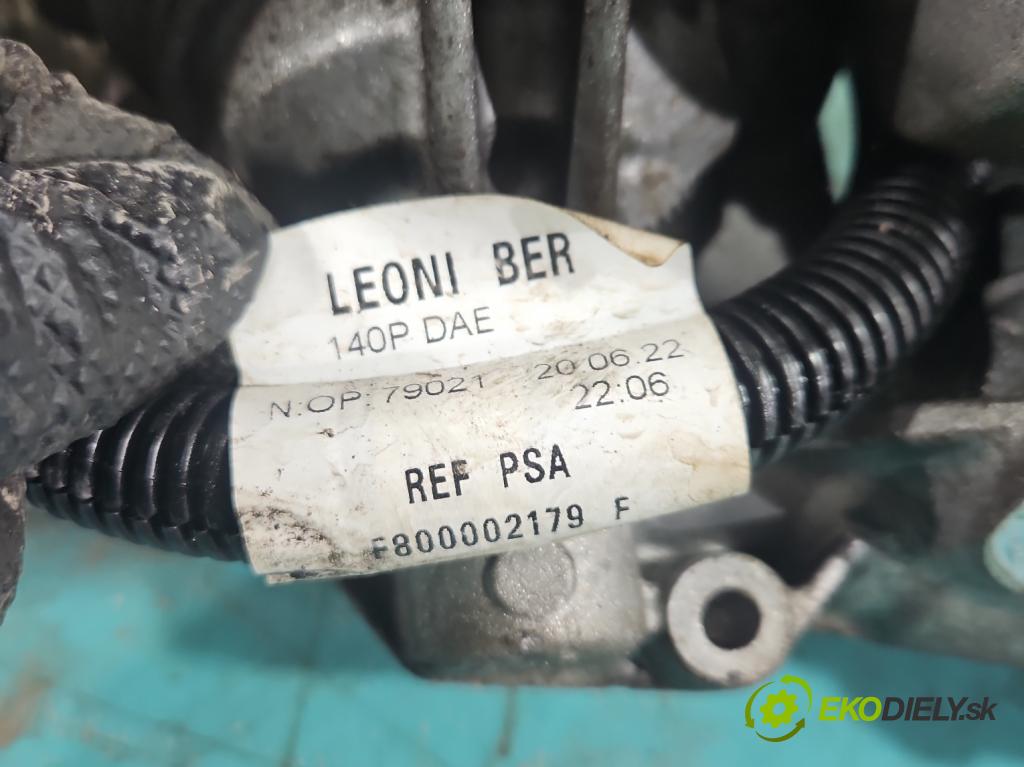 LEONI BER
140P DAE
N:OP:79021 20.06.22
22:06
REF PSA
F800002179 F
EKODIELY.sk